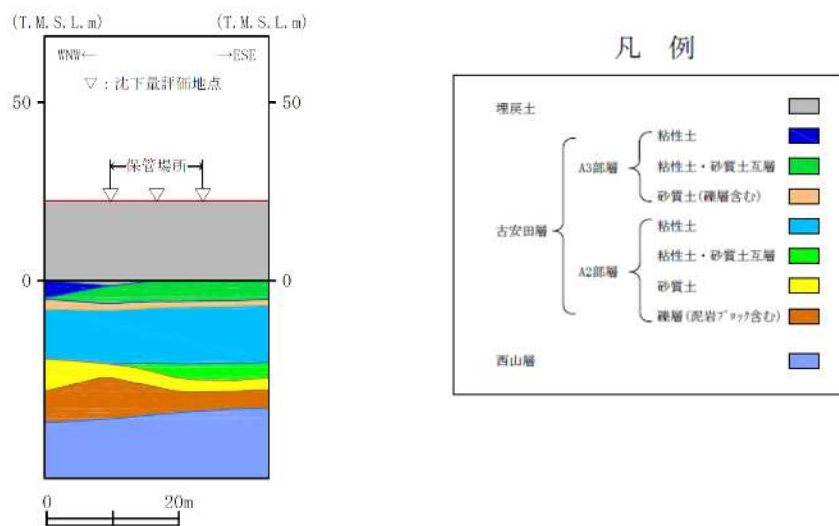 (T. M. S. L. m) (T. M. S. L. m)
WNW← →ESE
▽:沈下量評価地点
50 50
保管場所
0 0
0 20m
凡 例
埋戻土
古安田層
A3部層
粘性土
粘性土・砂質土互層
砂質土(礫層含む)
A2部層
粘性土
粘性土・砂質土互層
砂質土
礫層(泥岩ブロック含む)
西山層